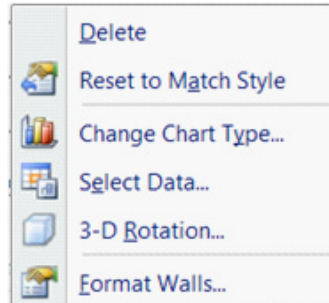 Delete
Reset to Match Style
Change Chart Type...
Select Data...
3-D Rotation...
Format Walls...